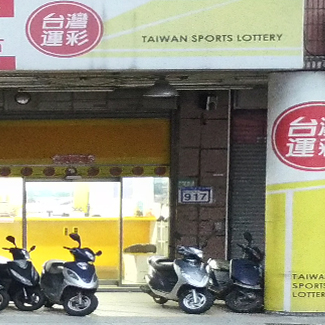 台灣
運彩
TAIWAN SPORTS LOTTERY
917
台灣
運彩
TAIWAN
SPORTS
LOTTERY